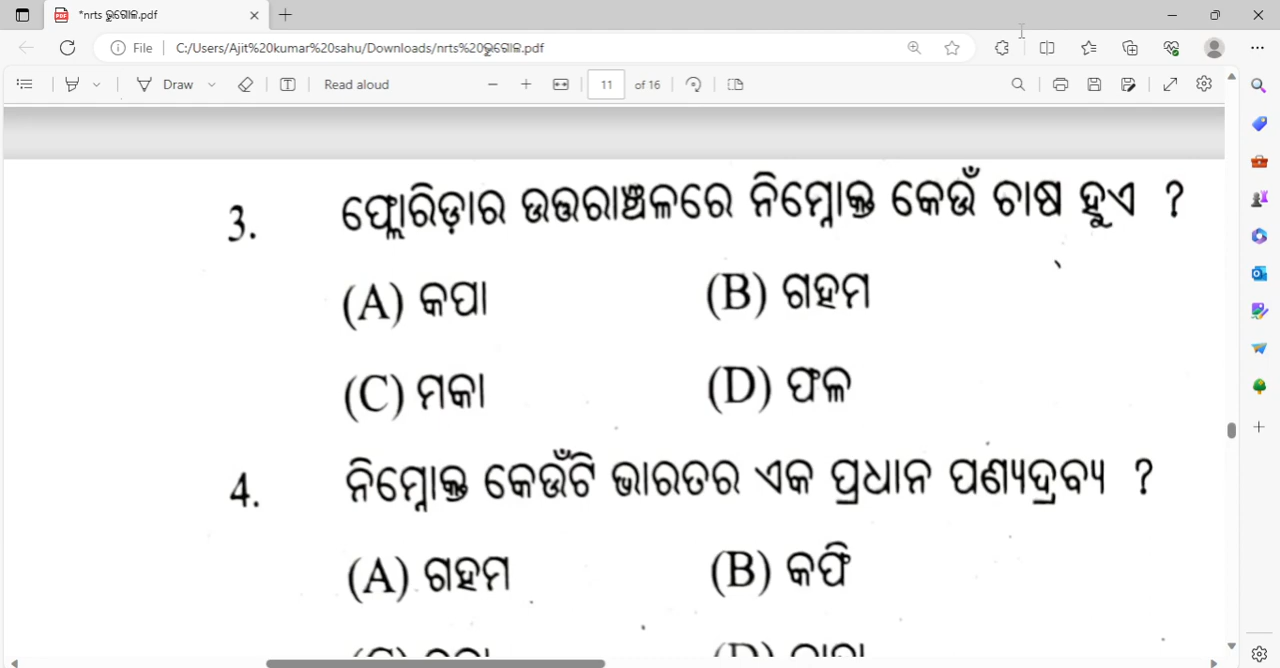 *nrts ଭୂଗୋଳ.pdf
File C:/Users/Ajit%20kumar%20sahu/Downloads/nrts%20ଭୂଗୋଳ.pdf
Draw Read aloud 11 of 16
3. ଫ୍ଲୋରିଡ଼ାର ଉତ୍ତରାଞ୍ଚଳରେ ନିମ୍ନୋକ୍ତ କେଉଁ ଚାଷ ହୁଏ ?
(A) କପା (B) ଗହମ
(C) ମକା (D) ଫଳ
4. ନିମ୍ନୋକ୍ତ କେଉଁଟି ଭାରତର ଏକ ପ୍ରଧାନ ପଣ୍ୟଦ୍ରବ୍ୟ ?
(A) ଗହମ (B) କଫି